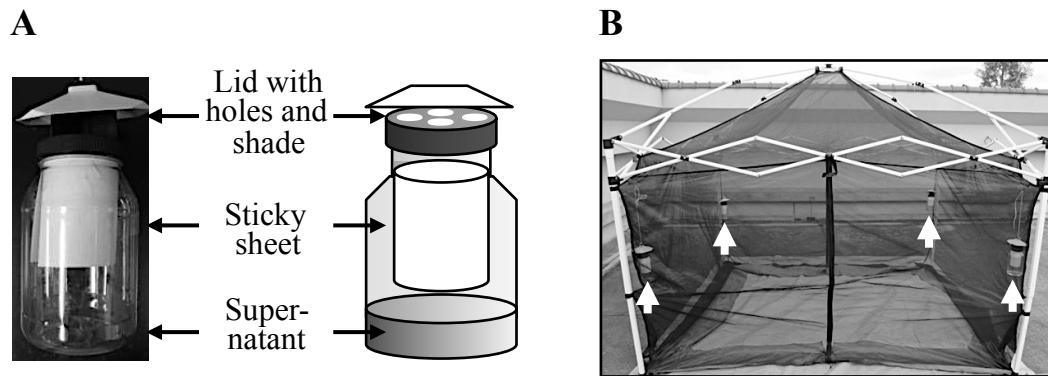 A
B
Lid with
holes and
shade
Sticky
sheet
Super-
natant